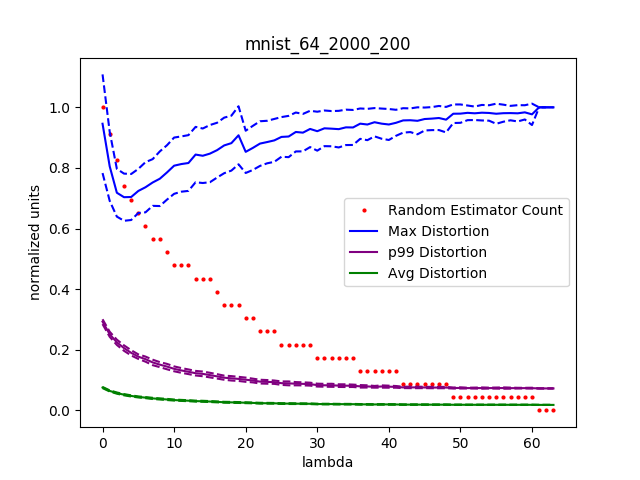 mnist_64_2000_200
normalized units
1.0
0.8
0.6
0.4
0.2
0.0
Random Estimator Count
Max Distortion
p99 Distortion
Avg Distortion
0 10 20 30 40 50 60
lambda